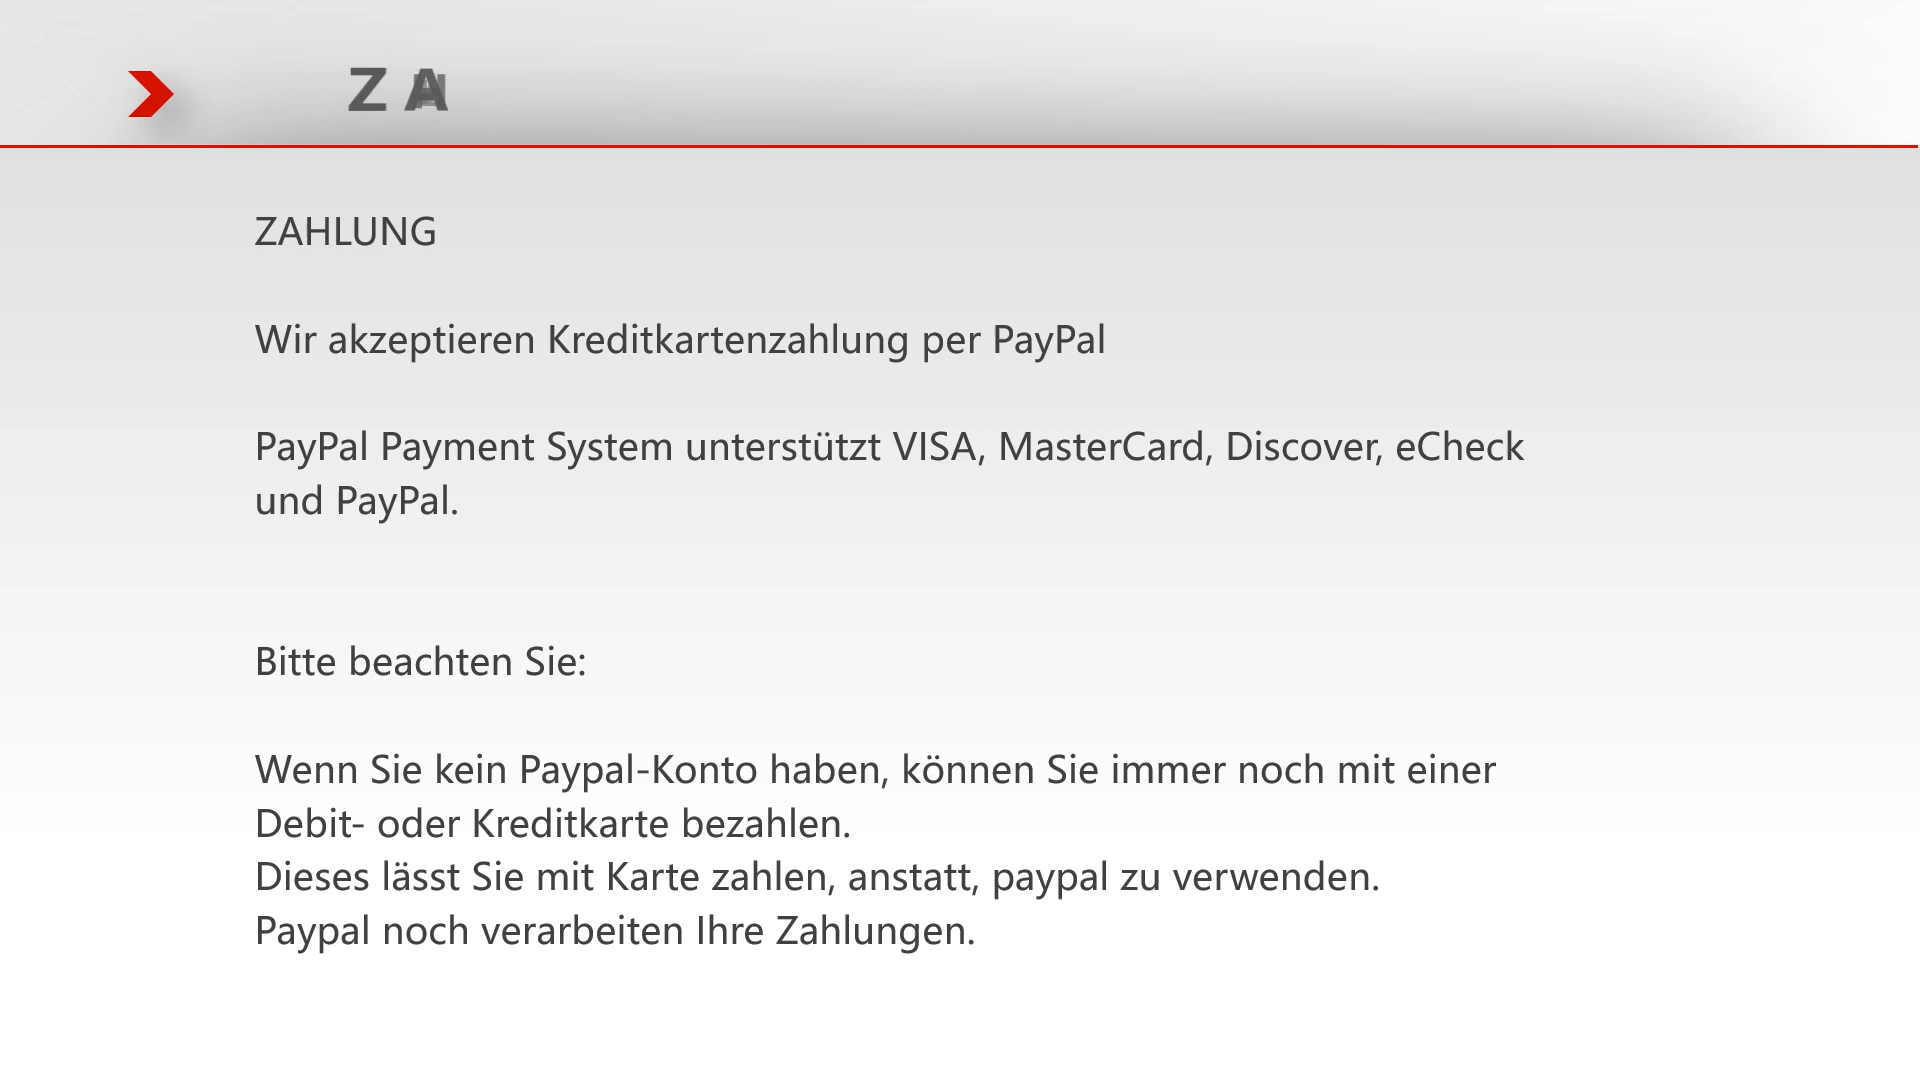 Z A
ZAHLUNG
Wir akzeptieren Kreditkartenzahlung per PayPal
PayPal Payment System unterstützt VISA, MasterCard, Discover, eCheck
und PayPal.
Bitte beachten Sie:
Wenn Sie kein Paypal-Konto haben, können Sie immer noch mit einer
Debit- oder Kreditkarte bezahlen.
Dieses lässt Sie mit Karte zahlen, anstatt, paypal zu verwenden.
Paypal noch verarbeiten Ihre Zahlungen.